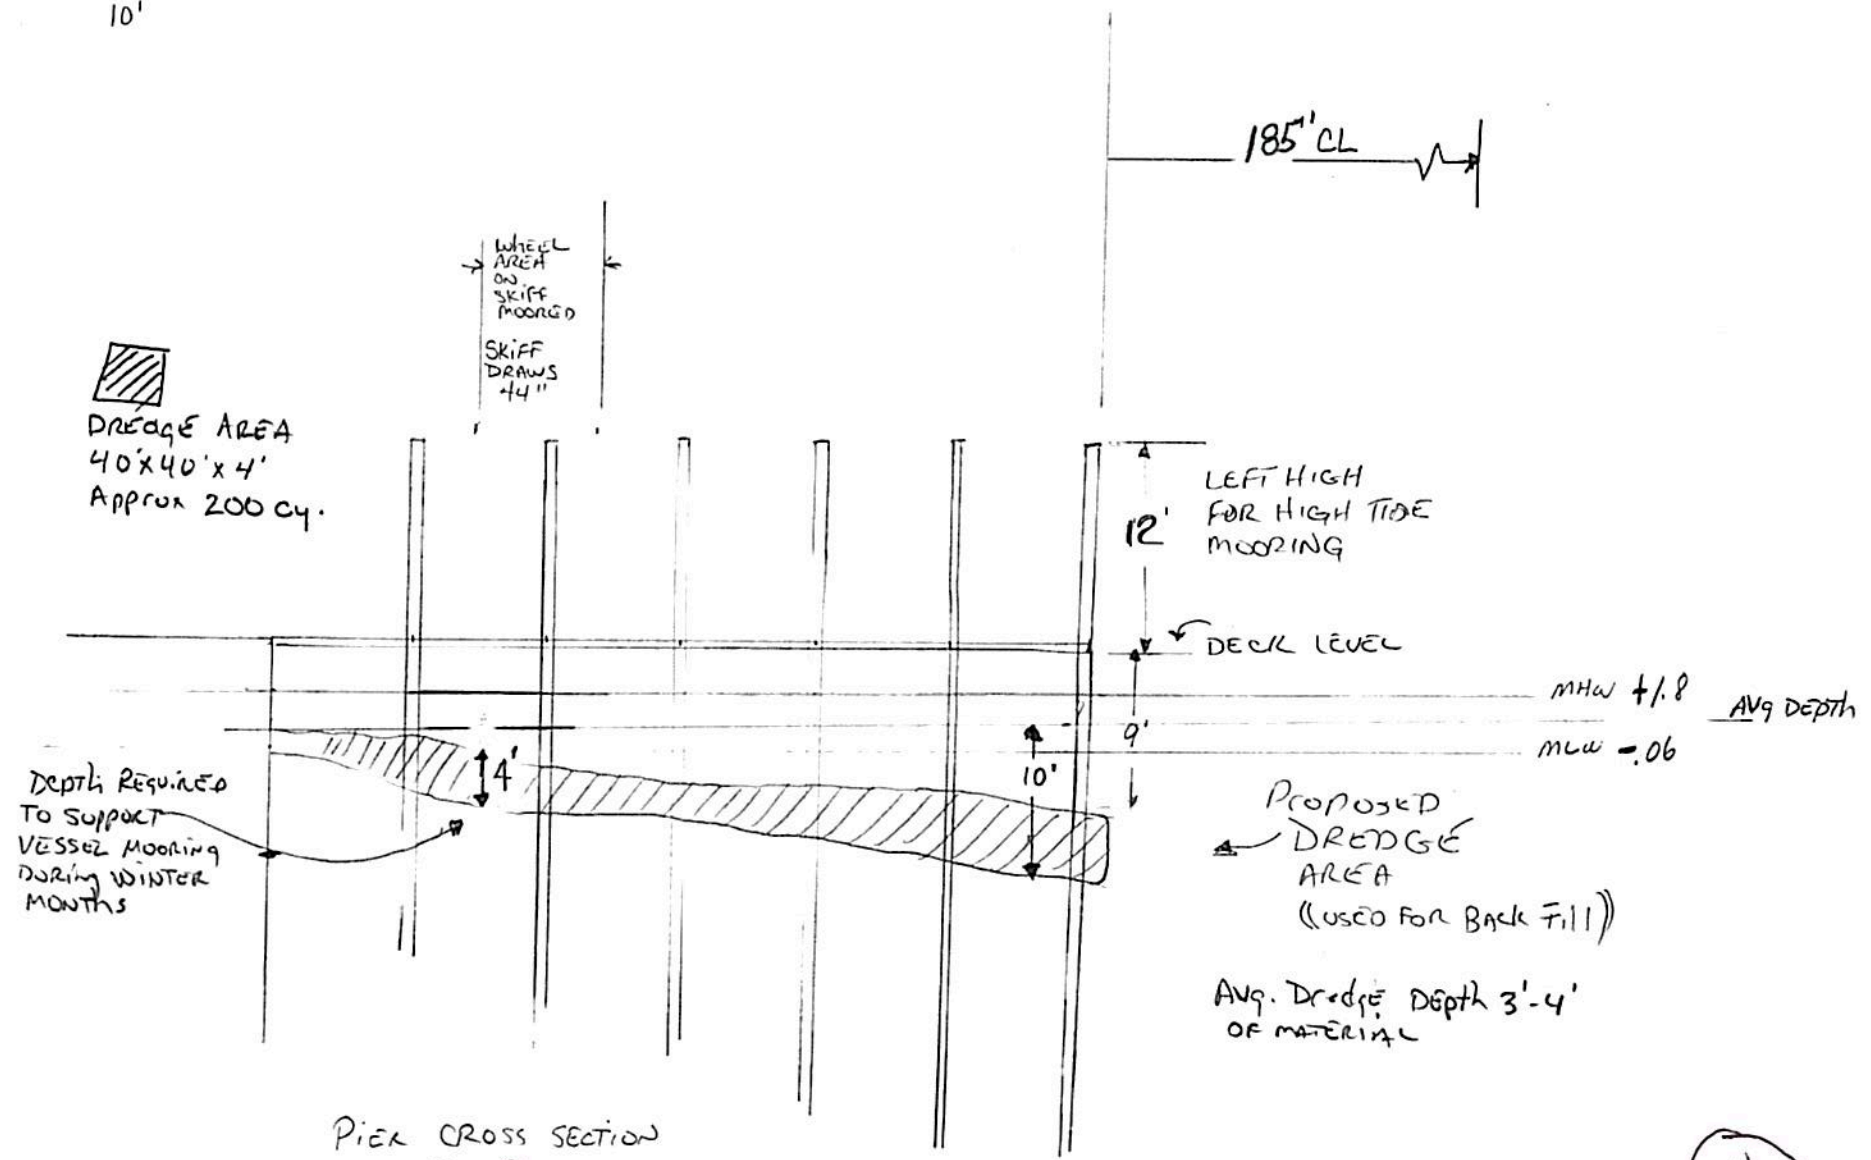 10'
185' CL
WHEEL
AREA
ON
SKIFF
MOORED
SKIFF
DRAWS
44"
DREDGE AREA
40'x40'x4'
Approx 200 cy.
12'
LEFT HIGH
FOR HIGH TIDE
MOORING
DECK LEVEL
MHW +1.8
AVg DEPTH
MLW -.06
9'
10'
4'
Depth REQUIRED
TO SUPPORT
VESSEL MOORING
DURING WINTER
MONTHS
PROPOSED
DREDGE
AREA
((USED FOR BACK Fill))
Avg. Dredge Depth 3'-4'
OF MATERIAL
PIER CROSS SECTION